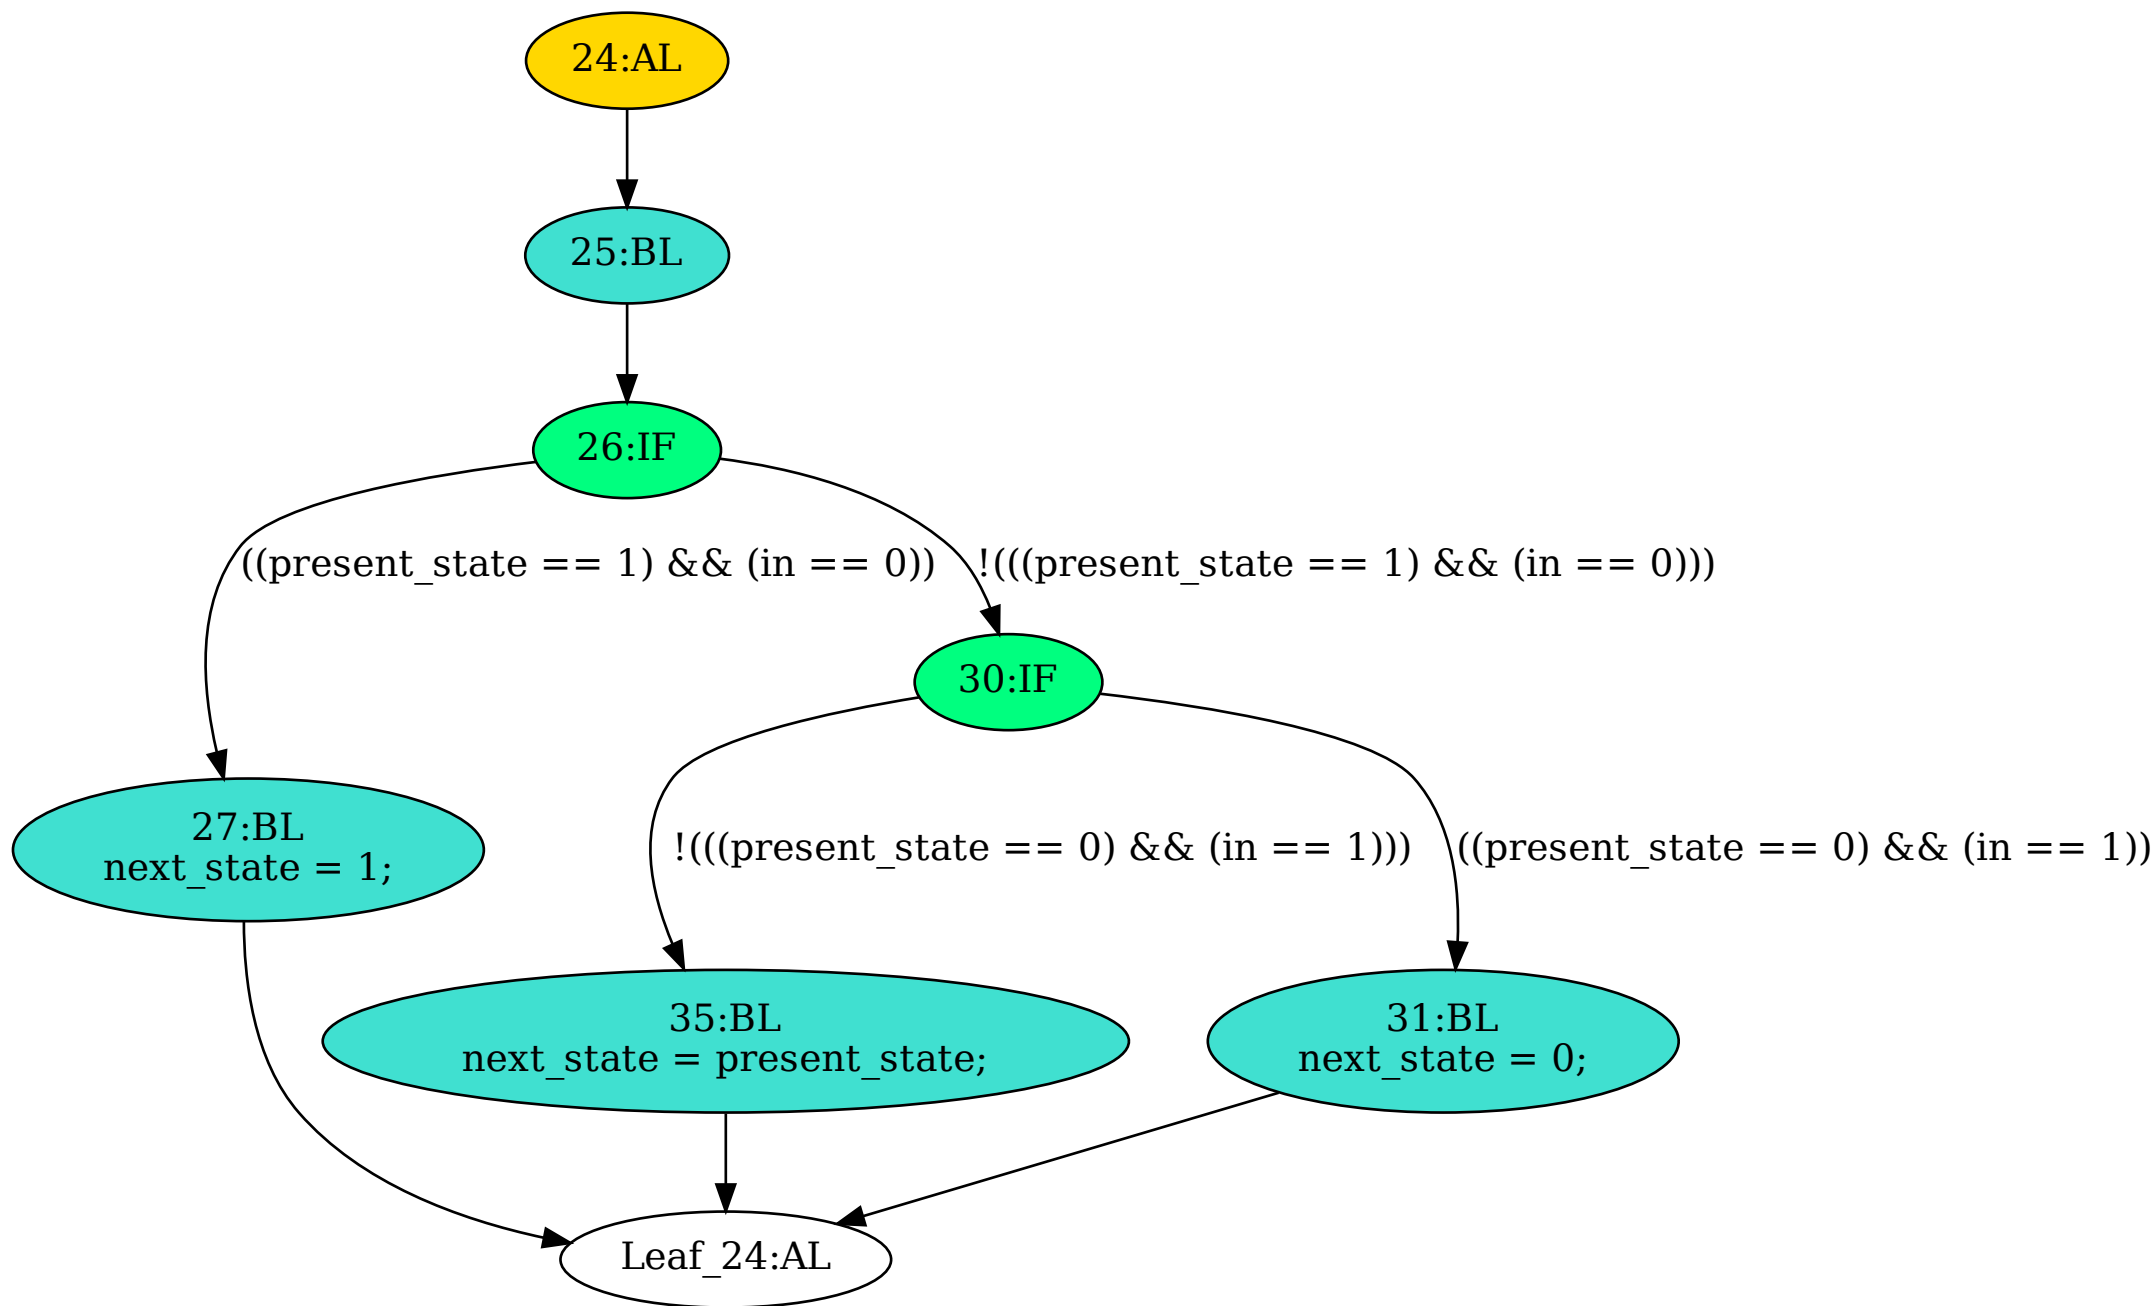 24:AL
25:BL
26:IF
((present_state == 1) && (in == 0))
!(((present_state == 1) && (in == 0)))
30:IF
27:BL
next_state = 1;
!(((present_state == 0) && (in == 1)))
((present_state == 0) && (in == 1))
35:BL
next_state = present_state;
31:BL
next_state = 0;
Leaf_24:AL